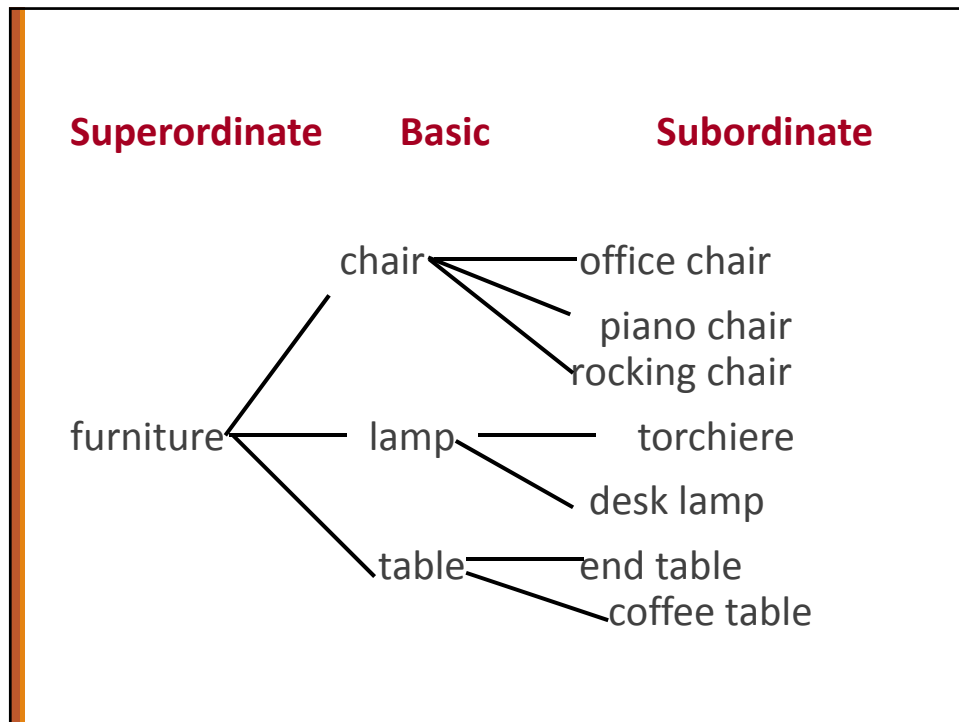 Superordinate Basic Subordinate
chair office chair
piano chair
rocking chair
furniture lamp torchiere
desk lamp
table end table
coffee table